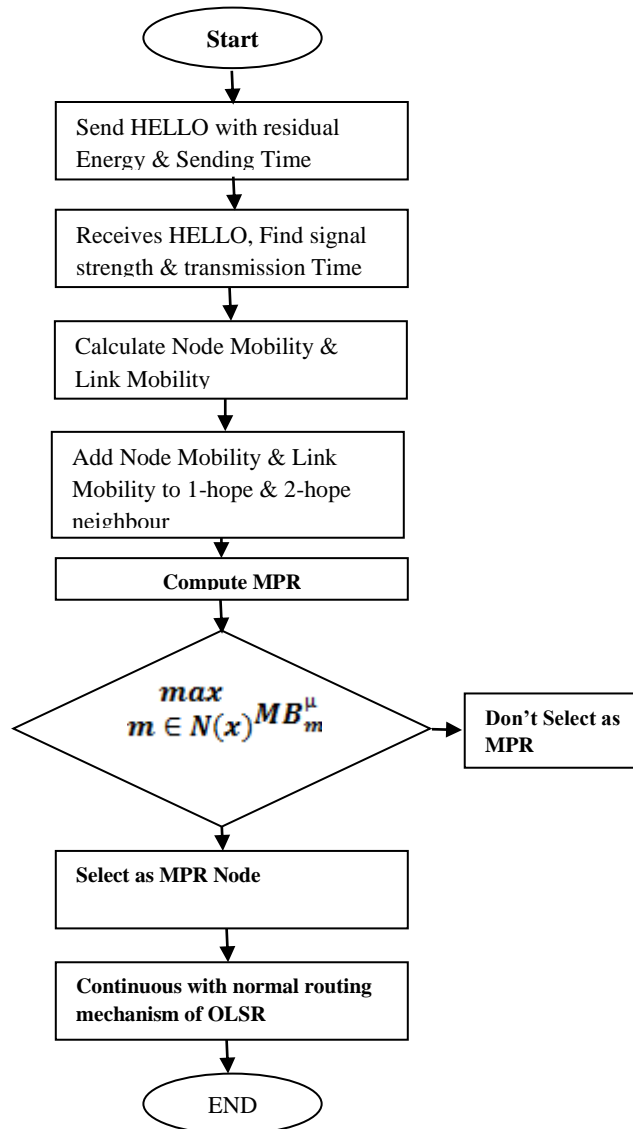 Start
Send HELLO with residual
Energy & Sending Time
Receives HELLO, Find signal
strength & transmission Time
Calculate Node Mobility &
Link Mobility
Add Node Mobility & Link
Mobility to 1-hope & 2-hope
neighbour
Compute MPR
max
m ∈ N(x) MB_m^µ
Don’t Select as
MPR
Select as MPR Node
Continuous with normal routing
mechanism of OLSR
END